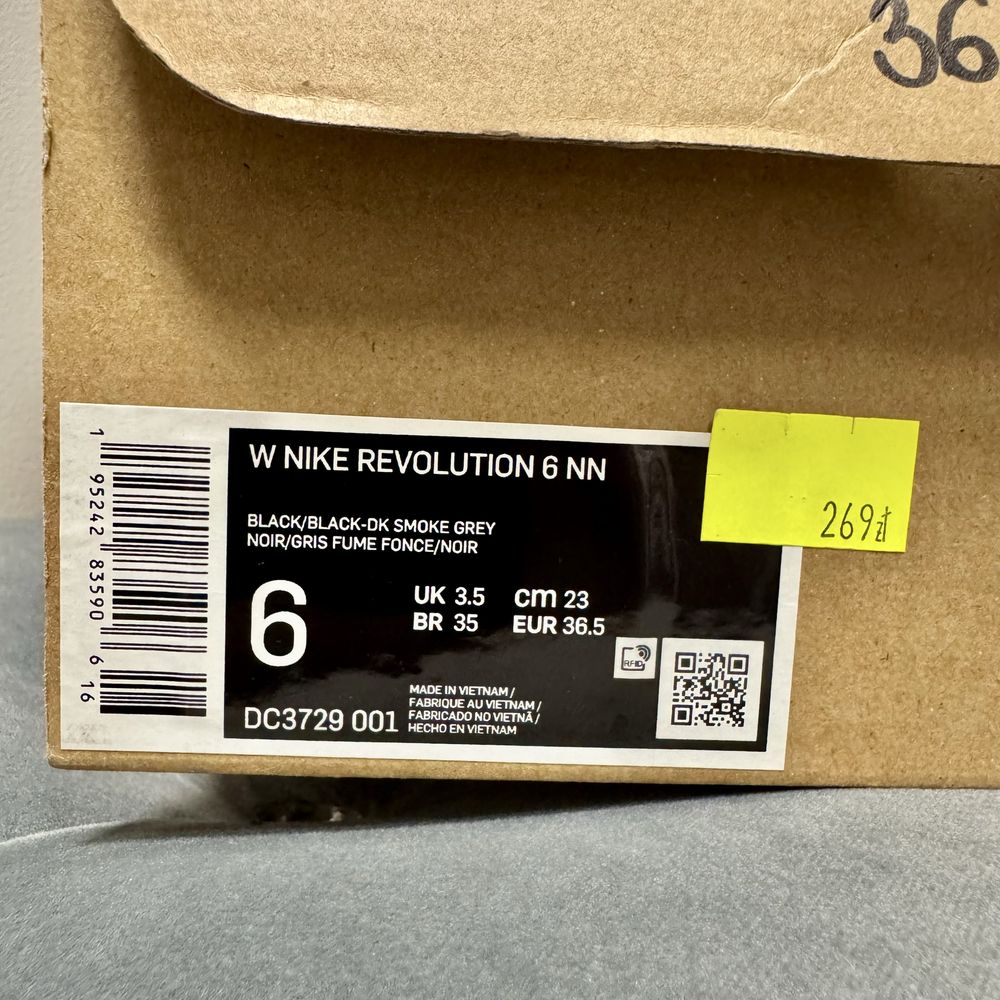 36
W NIKE REVOLUTION 6 NN
269zł
BLACK/BLACK-DK SMOKE GREY
NOIR/GRIS FUME FONCE/NOIR
6
UK 3.5 cm 23
BR 35 EUR 36.5
RFID
DC3729 001
MADE IN VIETNAM /
FABRIQUE AU VIETNAM /
FABRICADO NO VIETNÃ /
HECHO EN VIETNAM
1 95242 83590 6 16